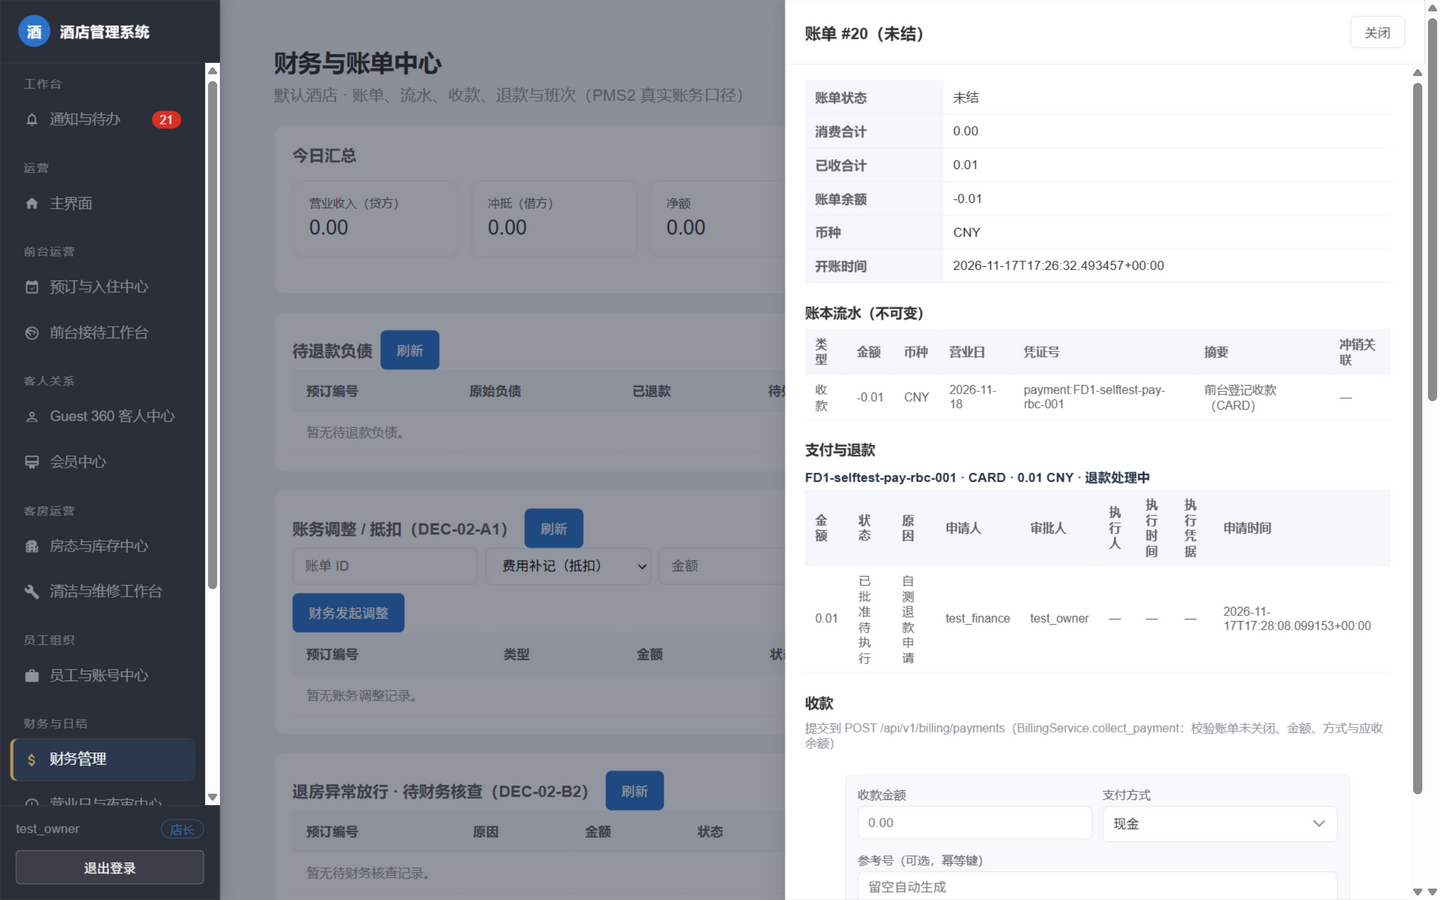 酒 酒店管理系统
工作台
通知与待办 21
运营
主界面
前台运营
预订与入住中心
前台接待工作台
客人关系
Guest 360 客人中心
会员中心
客房运营
房态与库存中心
清洁与维修工作台
员工组织
员工与账号中心
财务与日结
$ 财务管理
营业日与夜审中心
test_owner 店长
退出登录
财务与账单中心
默认酒店 · 账单、流水、收款、退款与班次（PMS2 真实账务口径）
今日汇总
营业收入（贷方） 冲抵（借方） 净额
0.00 0.00 0.00
待退款负债 刷新
预订编号 原始负债 已退款
暂无待退款负债。
账务调整 / 抵扣（DEC-02-A1） 刷新
账单 ID 费用补记（抵扣） 金额
财务发起调整
预订编号 类型 金额
暂无账务调整记录。
退房异常放行 · 待财务核查（DEC-02-B2） 刷新
预订编号 原因 金额 状态
暂无待财务核查记录。
账单 #20（未结） 关闭
账单状态 未结
消费合计 0.00
已收合计 0.01
账单余额 -0.01
币种 CNY
开账时间 2026-11-17T17:26:32.493457+00:00
账本流水（不可变）
类型 金额 币种 营业日 凭证号 摘要 冲销关联
收款 -0.01 CNY 2026-11-18 payment:FD1-selftest-pay-rbc-001 前台登记收款（CARD） —
支付与退款
FD1-selftest-pay-rbc-001 · CARD · 0.01 CNY · 退款处理中
金额 状态 原因 申请人 审批人 执行人 执行时间 执行凭据 申请时间
0.01 已批准待执行 自测退款申请 test_finance test_owner — — — 2026-11-17T17:28:08.099153+00:00
收款
提交到 POST /api/v1/billing/payments（BillingService.collect_payment：校验账单未关闭、金额、方式与应收
余额）
收款金额 支付方式
0.00 现金
参考号（可选，幂等键）
留空自动生成